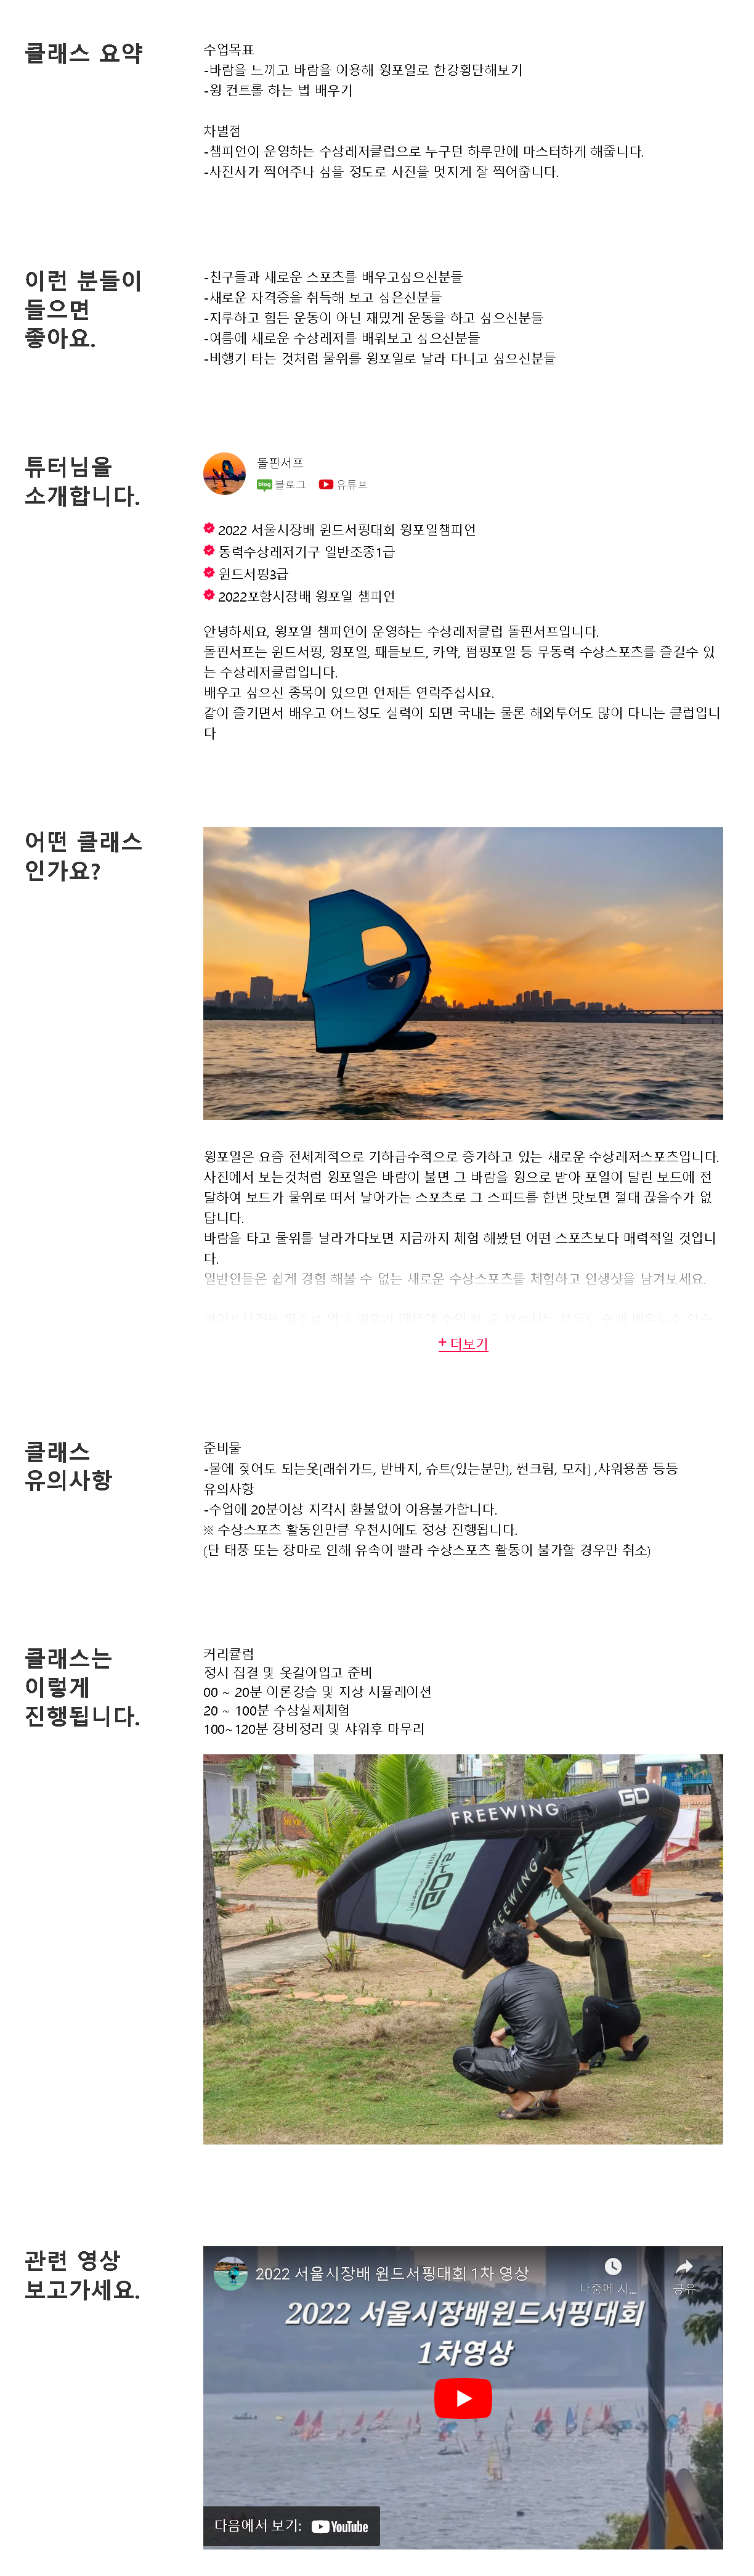 클래스 요약
수업목표
-바람을 느끼고 바람을 이용해 윙포일로 한강횡단해보기
-윙 컨트롤 하는 법 배우기
차별점
-챔피언이 운영하는 수상레저클럽으로 누구던 하루만에 마스터하게 해줍니다.
-사진사가 찍어주나 싶을 정도로 사진을 멋지게 잘 찍어줍니다.
이런 분들이
들으면
좋아요.
-친구들과 새로운 스포츠를 배우고싶으신분들
-새로운 자격증을 취득해 보고 싶은신분들
-지루하고 힘든 운동이 아닌 재밌게 운동을 하고 싶으신분들
-여름에 새로운 수상레저를 배워보고 싶으신분들
-비행기 타는 것처럼 물위를 윙포일로 날라 다니고 싶으신분들
튜터님을
소개합니다.
돌핀서프
blog 블로그 유튜브
2022 서울시장배 윈드서핑대회 윙포일챔피언
동력수상레저기구 일반조종1급
윈드서핑3급
2022포항시장배 윙포일 챔피언
안녕하세요, 윙포일 챔피언이 운영하는 수상레저클럽 돌핀서프입니다.
돌핀서프는 윈드서핑, 윙포일, 패들보드, 카약, 펌핑포일 등 무동력 수상스포츠를 즐길수 있
는 수상레저클럽입니다.
배우고 싶으신 종목이 있으면 언제든 연락주십시요.
같이 즐기면서 배우고 어느정도 실력이 되면 국내는 물론 해외투어도 많이 다니는 클럽입니
다
어떤 클래스
인가요?
윙포일은 요즘 전세계적으로 기하급수적으로 증가하고 있는 새로운 수상레저스포츠입니다.
사진에서 보는것처럼 윙포일은 바람이 불면 그 바람을 윙으로 받아 포일이 달린 보드에 전
달하여 보드가 물위로 떠서 날아가는 스포츠로 그 스피드를 한번 맛보면 절대 끊을수가 없
답니다.
바람을 타고 물위를 날라가다보면 지금까지 체험 해봤던 어떤 스포츠보다 매력적일 것입니
다.
일반인들은 쉽게 경험 해볼 수 없는 새로운 수상스포츠를 체험하고 인생샷을 남겨보세요.
+ 더보기
클래스
유의사항
준비물
-물에 젖어도 되는옷[래쉬가드, 반바지, 슈트(있는분만), 썬크림, 모자] ,샤워용품 등등
유의사항
-수업에 20분이상 지각시 환불없이 이용불가합니다.
※ 수상스포츠 활동인만큼 우천시에도 정상 진행됩니다.
(단 태풍 또는 장마로 인해 유속이 빨라 수상스포츠 활동이 불가할 경우만 취소)
클래스는
이렇게
진행됩니다.
커리큘럼
정시 집결 및 옷갈아입고 준비
00 ~ 20분 이론강습 및 지상 시뮬레이션
20 ~ 100분 수상실제체험
100~120분 장비정리 및 샤워후 마무리
FREEWING
GO
FREEWING
관련 영상
보고가세요.
2022 서울시장배 윈드서핑대회 1차 영상
나중에 시...
공유
2022 서울시장배윈드서핑대회
1차영상
다음에서 보기: YouTube